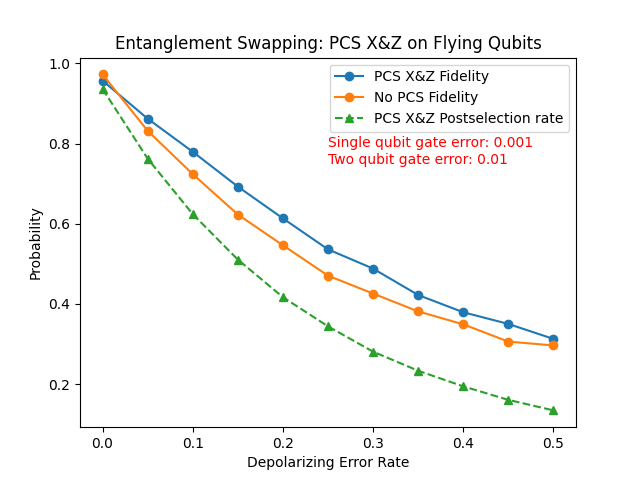 Entanglement Swapping: PCS X&Z on Flying Qubits
PCS X&Z Fidelity
No PCS Fidelity
PCS X&Z Postselection rate
Single qubit gate error: 0.001
Two qubit gate error: 0.01
Probability
1.0
0.8
0.6
0.4
0.2
0.0 0.1 0.2 0.3 0.4 0.5
Depolarizing Error Rate